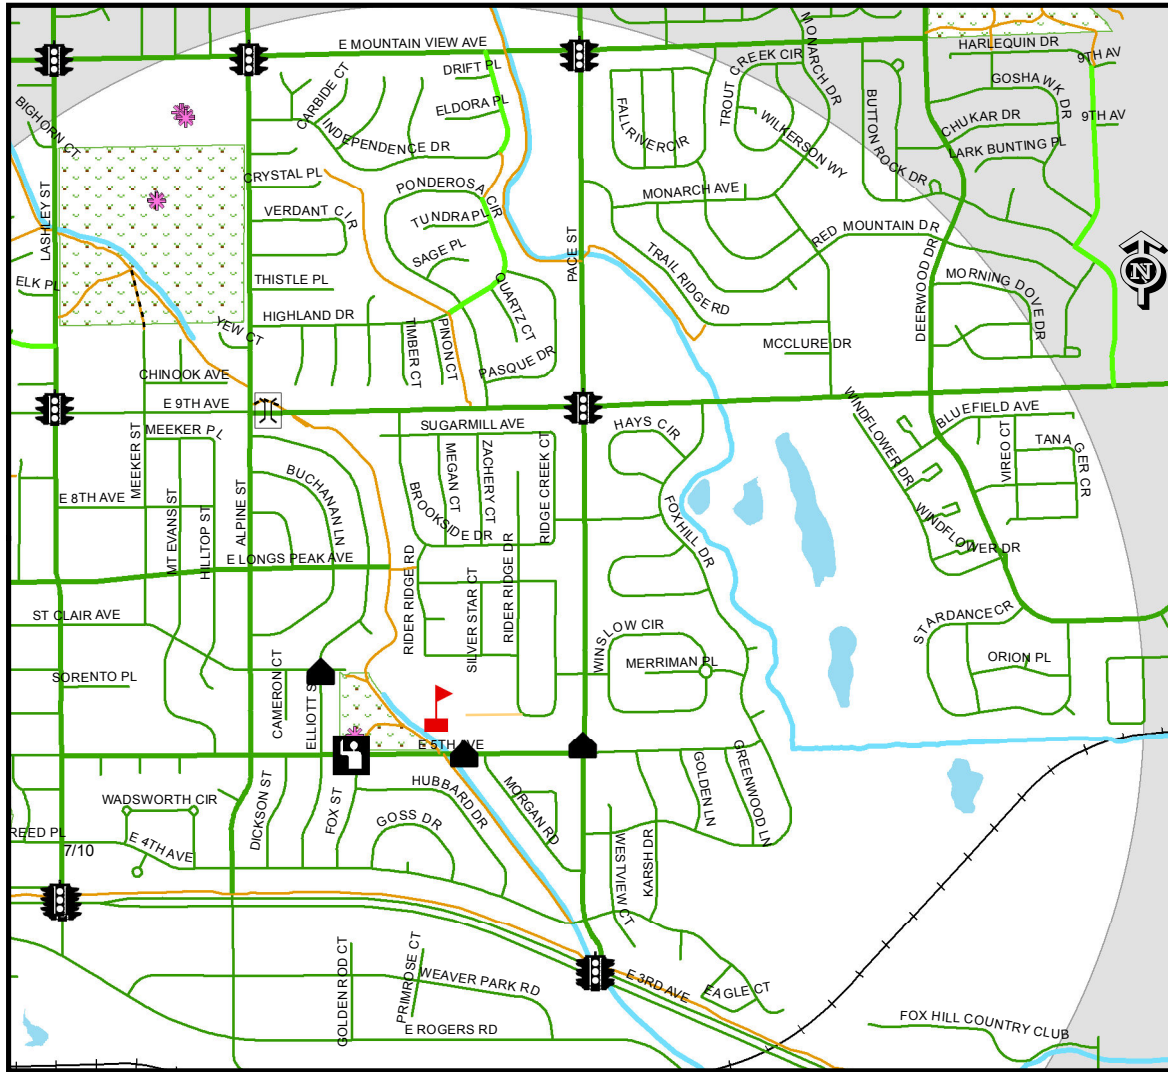 E MOUNTAIN VIEW AVE
DRIFT PL
ELDORA PL
CARBIDE CT
INDEPENDENCE DR
BIGHORN CT
CRYSTAL PL
VERDANT CIR
PONDEROSA CIR
TUNDRA PL
SAGE PL
THISTLE PL
HIGHLAND DR
LASHLEY ST
ELK PL
YEW CT
QUARTZ CT
TIMBER CT
PINON CT
PASQUE DR
PACE ST
MONARCH DR
TROUT CREEK CIR
FALL RIVER CIR
WILKERSON WY
BUTTON ROCK DR
MONARCH AVE
TRAIL RIDGE RD
RED MOUNTAIN DR
MCCLURE DR
HARLEQUIN DR
9TH AV
GOSHAWK DR
CHUKAR DR
9TH AV
LARK BUNTING PL
DEERWOOD DR
MORNING DOVE DR
N
CHINOOK AVE
E 9TH AVE
MEEKER PL
MEEKER ST
E 8TH AVE
MT EVANS ST
HILLTOP ST
ALPINE ST
BUCHANAN LN
E LONGS PEAK AVE
SUGARMILL AVE
MEGAN CT
ZACHERY CT
RIDGE CREEK CT
BROOKSIDE DR
RIDER RIDGE RD
SILVER STAR CT
RIDER RIDGE DR
HAYS CIR
FOX HILL DR
WINSLOW CIR
MERRIMAN PL
WINDFLOWER DR
BLUEFIELD AVE
VIREO CT
TANAGER CR
WINDFLOWER DR
STARDANCE CR
ORION PL
ST CLAIR AVE
SORENTO PL
CAMERON CT
ELLIOTT S
E 5TH AVE
WADSWORTH CIR
REED PL
7/10
E 4TH AVE
DICKSON ST
FOX ST
GOSS DR
HUBBARD DR
MORGAN RD
WESTVIEW CT
KARSH DR
GOLDEN LN
GREENWOOD LN
GOLDEN ROD CT
PRIMROSE CT
WEAVER PARK RD
E ROGERS RD
E 3RD AVE
EAGLE CT
FOX HILL COUNTRY CLUB